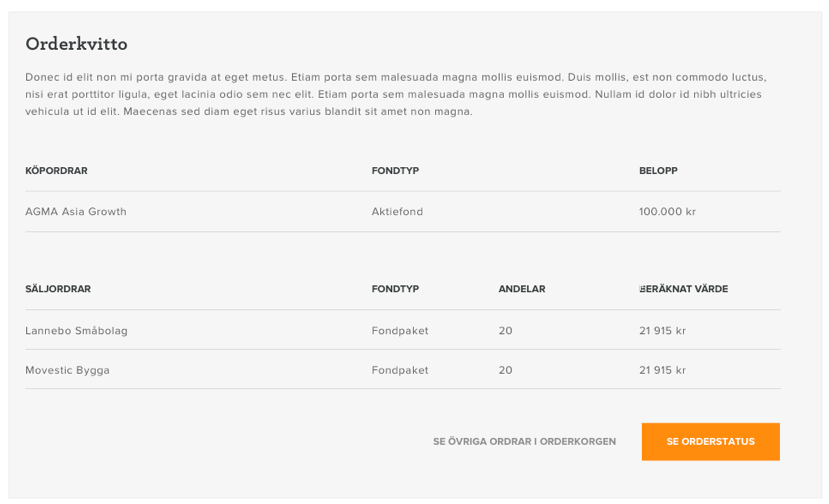 Orderkvitto
Donec id elit non mi porta gravida at eget metus. Etiam porta sem malesuada magna mollis euismod. Duis mollis, est non commodo luctus,
nisi erat porttitor ligula, eget lacinia odio sem nec elit. Etiam porta sem malesuada magna mollis euismod. Nullam id dolor id nibh ultricies
vehicula ut id elit. Maecenas sed diam eget risus varius blandit sit amet non magna.
KÖPORDRAR FONDTYP BELOPP
AGMA Asia Growth Aktiefond 100.000 kr
SÄLJORDRAR FONDTYP ANDELAR BERÄKNAT VÄRDE
Lannebo Småbolag Fondpaket 20 21 915 kr
Movestic Bygga Fondpaket 20 21 915 kr
SE ÖVRIGA ORDRAR I ORDERKORGEN SE ORDERSTATUS